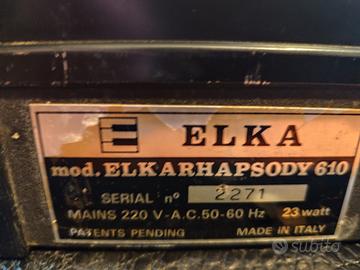 ELKA
mod. ELKARHAPSODY 610
SERIAL nº 2271
MAINS 220 V-A.C. 50-60 Hz 23 watt
PATENTS PENDING MADE IN ITALY
subito